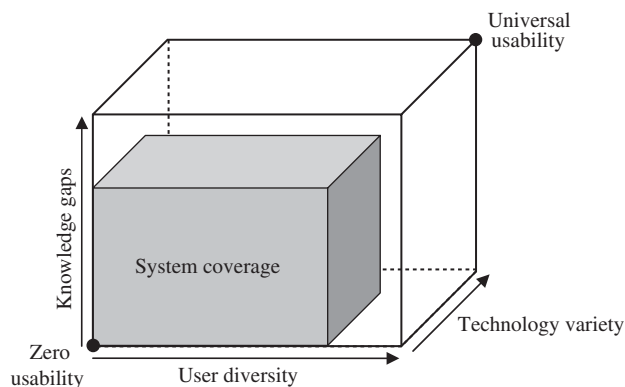 Universal
usability
Knowledge gaps
System coverage
Technology variety
Zero
usability
User diversity